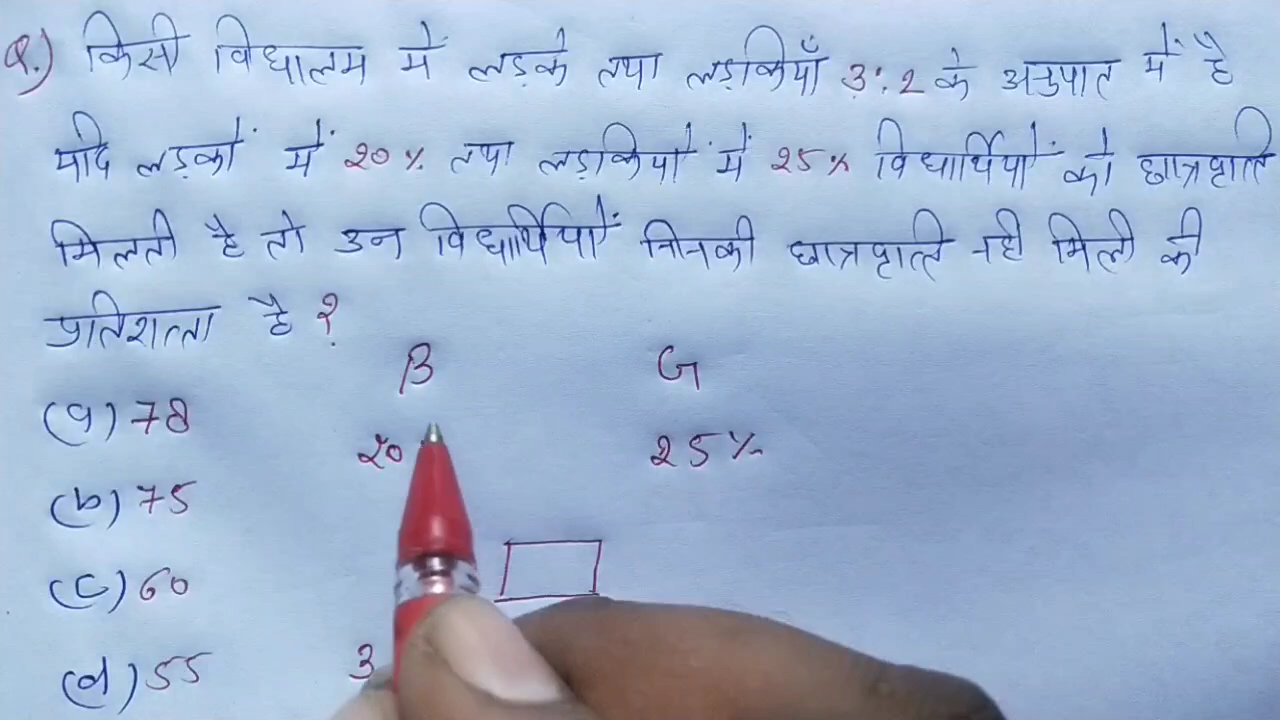 Q.) किसी विधालय में लड़के तथा लड़कियाँ 3:2 के अनुपात में है
यदि लड़कों में 20% तथा लड़कियों में 25% विधार्थियों को छात्रवृत्ति
मिलती है तो उन विधार्थियों जिनकी छात्रवृत्ति नही मिली की
प्रतिशतता है ?
B G
(a) 78
20 25%
(b) 75
(c) 60
(d) 55 3